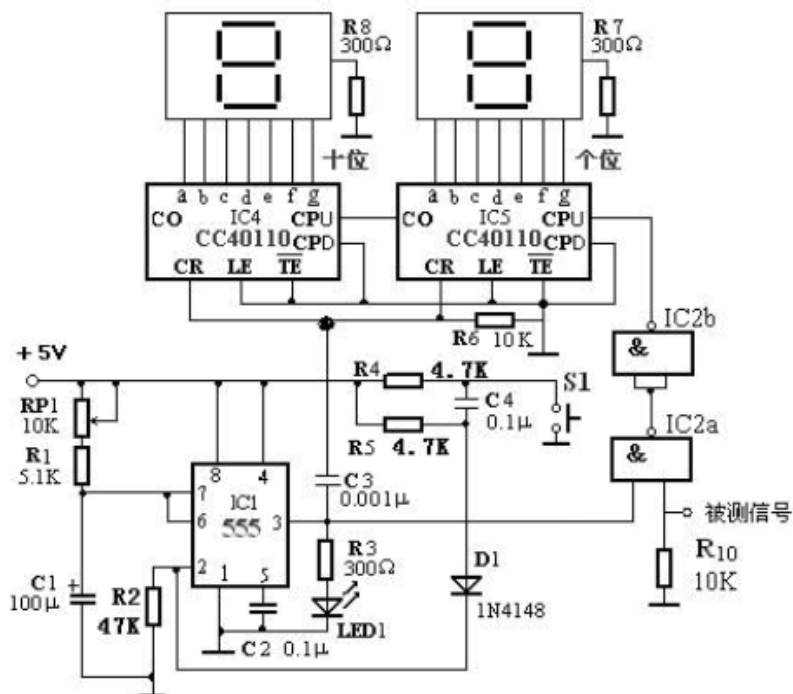 R8
300Ω
R7
300Ω
十位
个位
a b c d e f g
CO IC4 CPU
CC40110 CPD
CR LE TE
a b c d e f g
CO IC5 CPU
CC40110 CPD
CR LE TE
R6 10K
IC2b
&
+5V
R4 4.7K
S1
RP1
10K
C4
0.1μ
IC2a
R5 4.7K
&
R1
5.1K
8 4
C3
0.001μ
7
IC1
6 555 3
被测信号
2
R3
300Ω
D1
R10
10K
1 5
C1 +
100μ
R2
47K
1N4148
LED1
C2 0.1μ